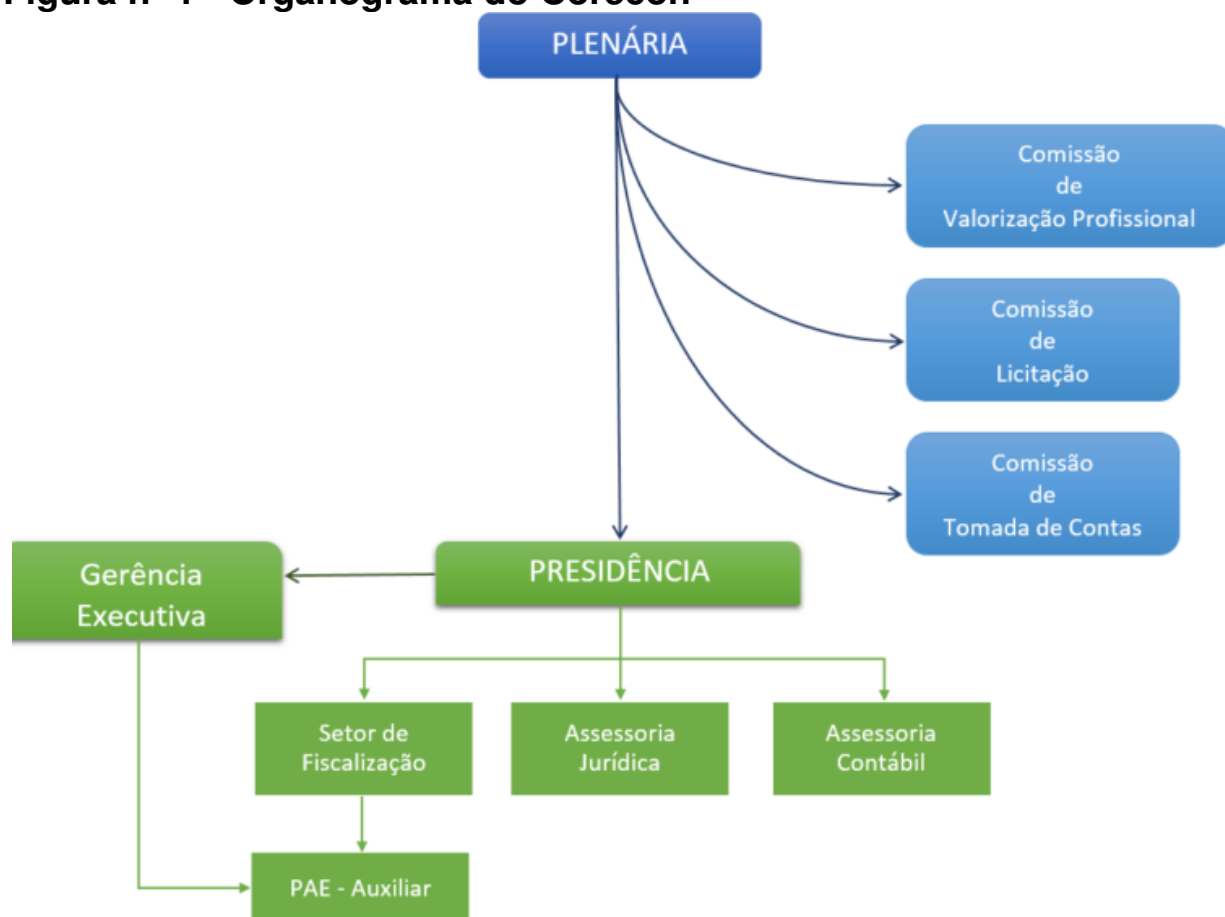 PLENÁRIA
Comissão
de
Valorização Profissional
Comissão
de
Licitação
Comissão
de
Tomada de Contas
Gerência
Executiva
PRESIDÊNCIA
Setor de
Fiscalização
Assessoria
Jurídica
Assessoria
Contábil
PAE - Auxiliar